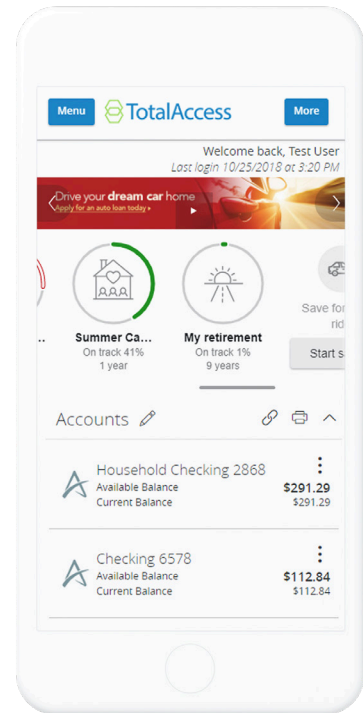 Menu
TotalAccess
More
Welcome back, Test User
Last login 10/25/2018 at 3:20 PM
Drive your dream car home
Apply for an auto loan today
...
Summer Ca...
On track 41%
1 year
My retirement
On track 1%
9 years
Save for
rid
Start s
Accounts
Household Checking 2868
Available Balance $291.29
Current Balance $291.29
Checking 6578
Available Balance $112.84
Current Balance $112.84